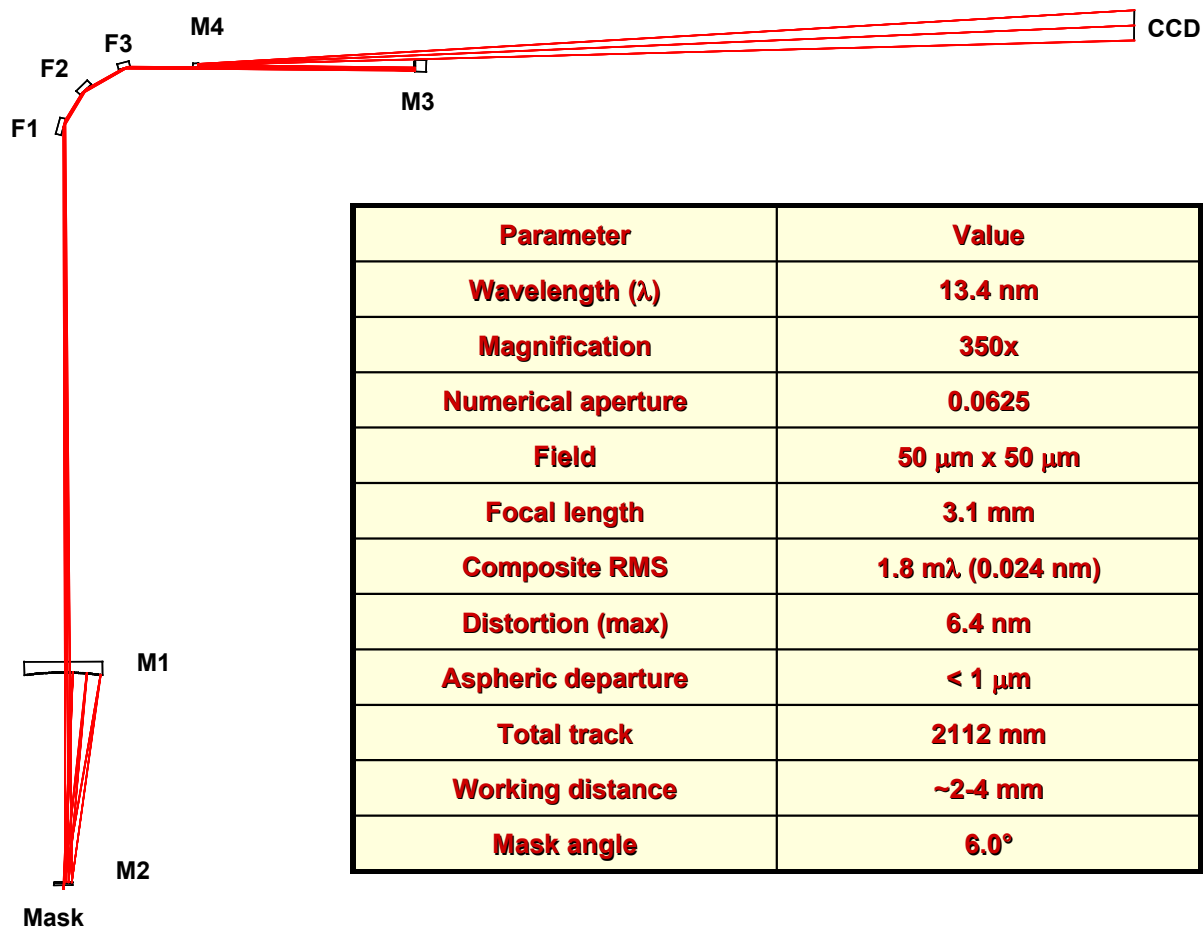 M4
CCD
F3
F2
M3
F1
Parameter Value
Wavelength (λ) 13.4 nm
Magnification 350x
Numerical aperture 0.0625
Field 50 μm x 50 μm
Focal length 3.1 mm
Composite RMS 1.8 mλ (0.024 nm)
Distortion (max) 6.4 nm
Aspheric departure < 1 μm
Total track 2112 mm
Working distance ~2-4 mm
Mask angle 6.0°
M1
M2
Mask